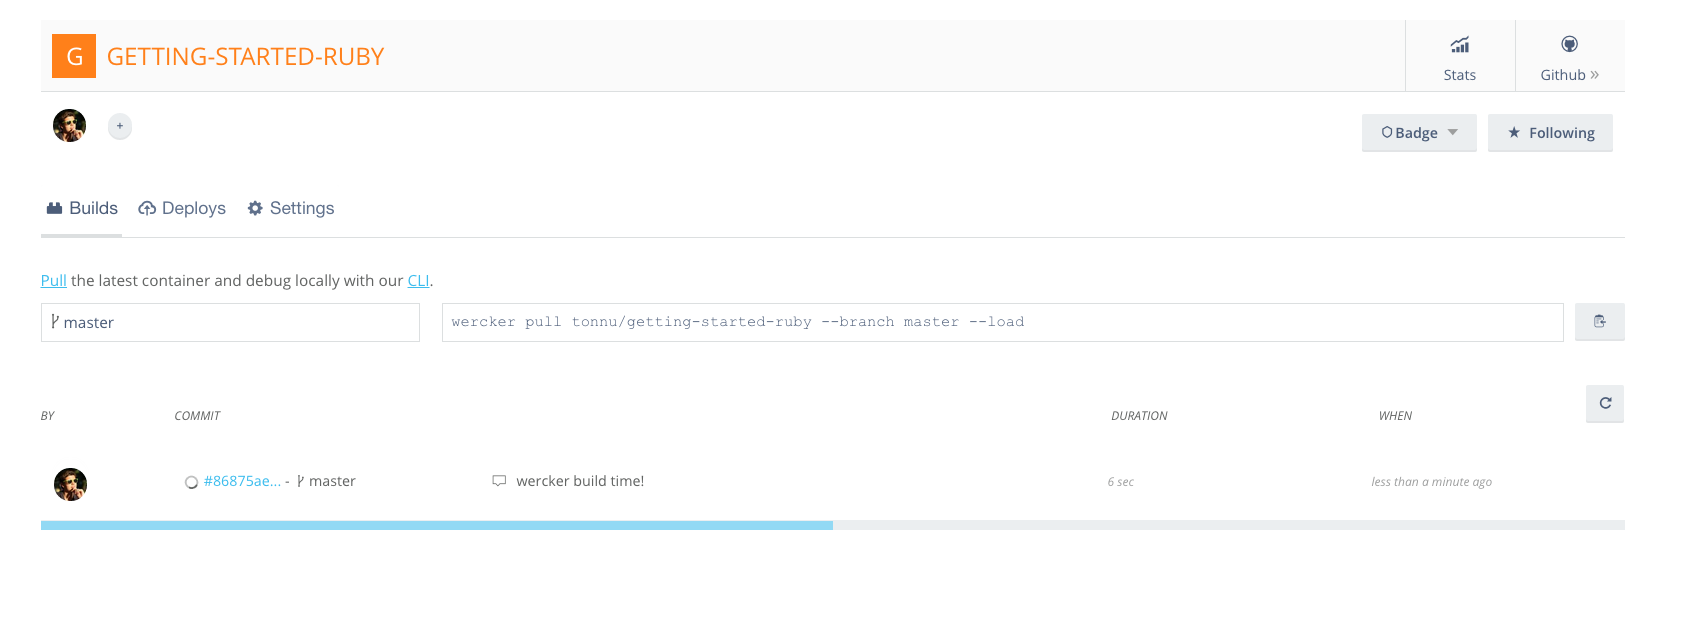 G GETTING-STARTED-RUBY
Stats
Github »
+
Badge
Following
Builds Deploys Settings
Pull the latest container and debug locally with our CLI.
master
wercker pull tonnu/getting-started-ruby --branch master --load
BY COMMIT DURATION WHEN
#86875ae... - master wercker build time! 6 sec less than a minute ago